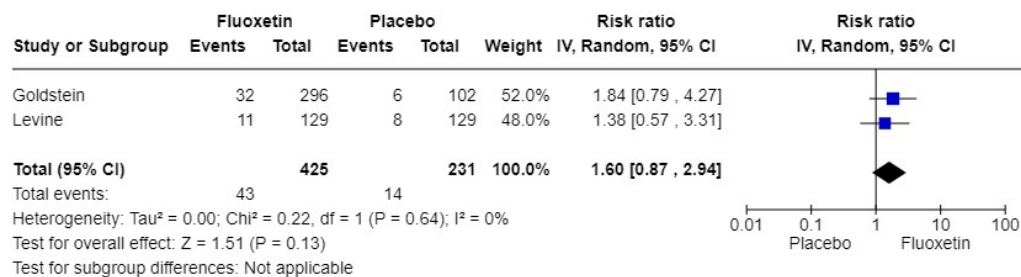 Fluoxetin Placebo Risk ratio Risk ratio
Study or Subgroup Events Total Events Total Weight IV, Random, 95% CI IV, Random, 95% CI
Goldstein 32 296 6 102 52.0% 1.84 [0.79 , 4.27]
Levine 11 129 8 129 48.0% 1.38 [0.57 , 3.31]
Total (95% CI) 425 231 100.0% 1.60 [0.87 , 2.94]
Total events: 43 14
Heterogeneity: Tau² = 0.00; Chi² = 0.22, df = 1 (P = 0.64); I² = 0%
Test for overall effect: Z = 1.51 (P = 0.13)
Test for subgroup differences: Not applicable
0.01 0.1 1 10 100
Placebo Fluoxetin